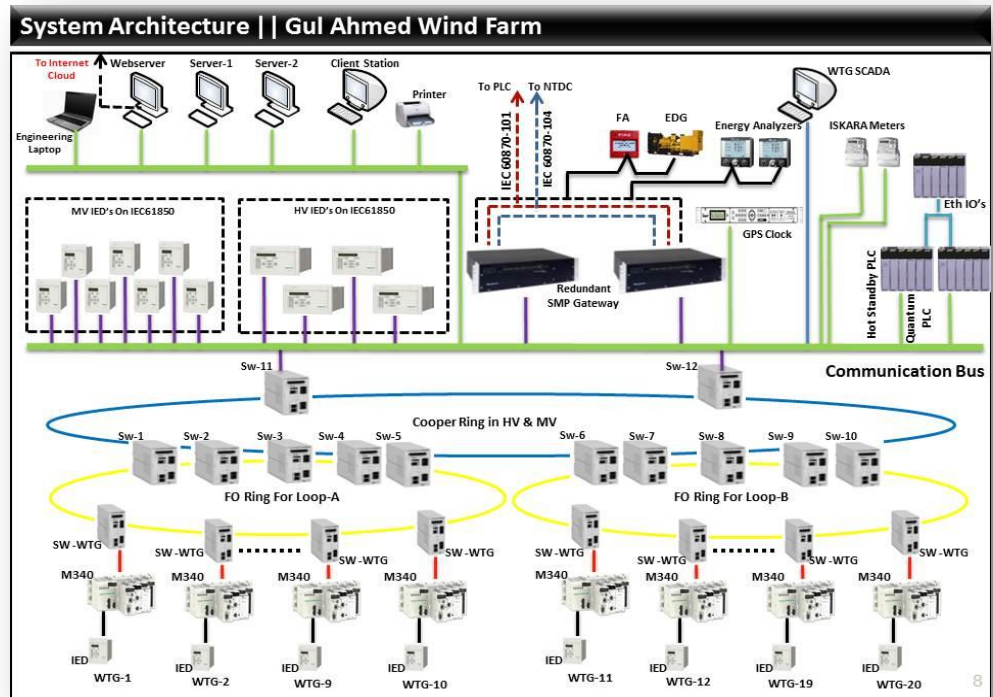 System Architecture || Gul Ahmed Wind Farm
To Internet
Cloud
Webserver
Server-1
Server-2
Client Station
Printer
Engineering
Laptop
To PLC
To NTDC
IEC 60870-101
IEC 60870-104
FA
EDG
Energy Analyzers
WTG SCADA
ISKARA Meters
Eth IO's
GPS Clock
MV IED's On IEC61850
HV IED's On IEC61850
Redundant
SMP Gateway
Hot Standby PLC
Quantum
PLC
Communication Bus
Sw-11
Sw-12
Cooper Ring in HV & MV
Sw-1
Sw-2
Sw-3
Sw-4
Sw-5
Sw-6
Sw-7
Sw-8
Sw-9
Sw-10
FO Ring For Loop-A
FO Ring For Loop-B
SW-WTG
SW-WTG
SW-WTG
SW-WTG
SW-WTG
SW-WTG
SW-WTG
SW-WTG
M340
M340
M340
M340
M340
M340
M340
M340
IED
IED
IED
IED
IED
IED
IED
IED
WTG-1
WTG-2
WTG-9
WTG-10
WTG-11
WTG-12
WTG-19
WTG-20
8